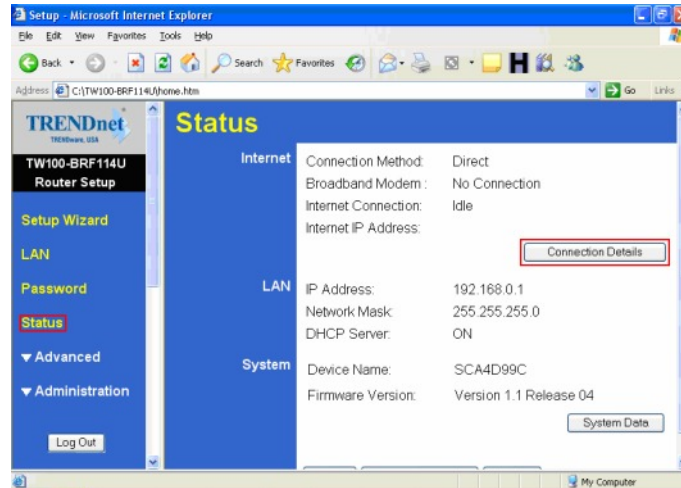 Setup - Microsoft Internet Explorer
File Edit View Favorites Tools Help
Back Search Favorites
Address C:\TW100-BRF114U\home.htm Go Links
TRENDnet
TRENDware, USA
TW100-BRF114U
Router Setup
Setup Wizard
LAN
Password
Status
Advanced
Administration
Log Out
Status
Internet
Connection Method: Direct
Broadband Modem : No Connection
Internet Connection: Idle
Internet IP Address:
Connection Details
LAN
IP Address: 192.168.0.1
Network Mask: 255.255.255.0
DHCP Server: ON
System
Device Name: SCA4D99C
Firmware Version: Version 1.1 Release 04
System Data
My Computer